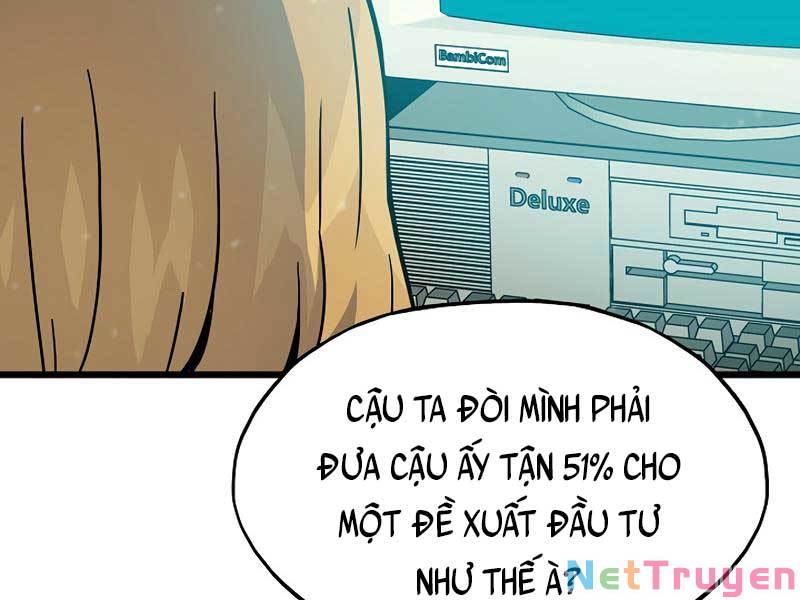 BambiCom
Deluxe
CẬU TA ĐÒI MÌNH PHẢI
ĐƯA CẬU ẤY TẬN 51% CHO
MỘT ĐỀ XUẤT ĐẦU TƯ
NHƯ THẾ À?
NetTruyen